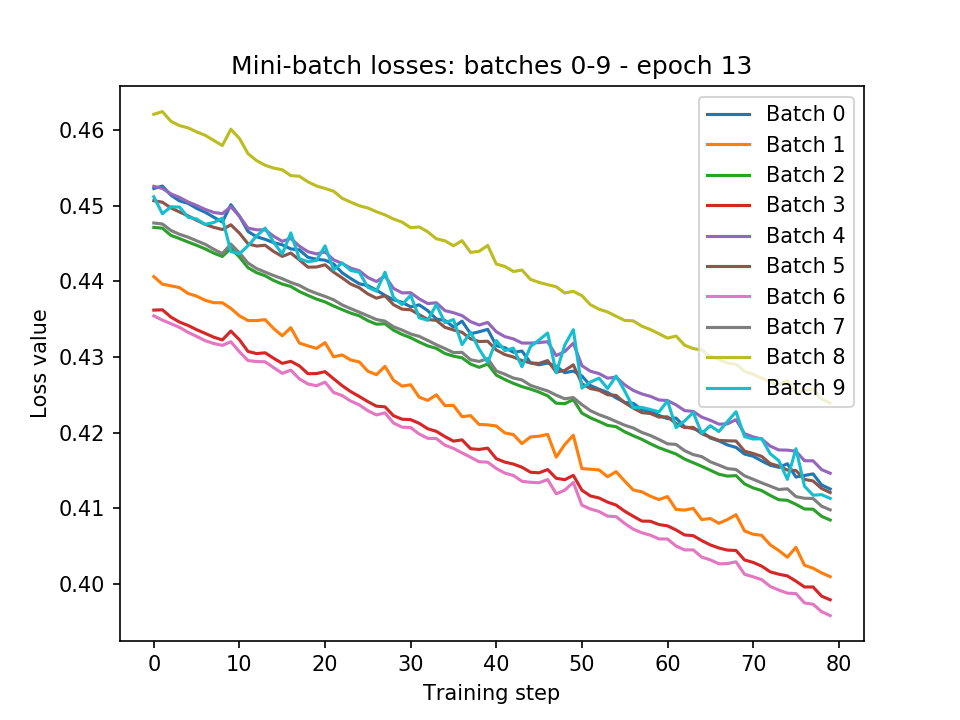 Mini-batch losses: batches 0-9 - epoch 13
Loss value
0.46
0.45
0.44
0.43
0.42
0.41
0.40
Batch 0
Batch 1
Batch 2
Batch 3
Batch 4
Batch 5
Batch 6
Batch 7
Batch 8
Batch 9
0 10 20 30 40 50 60 70 80
Training step